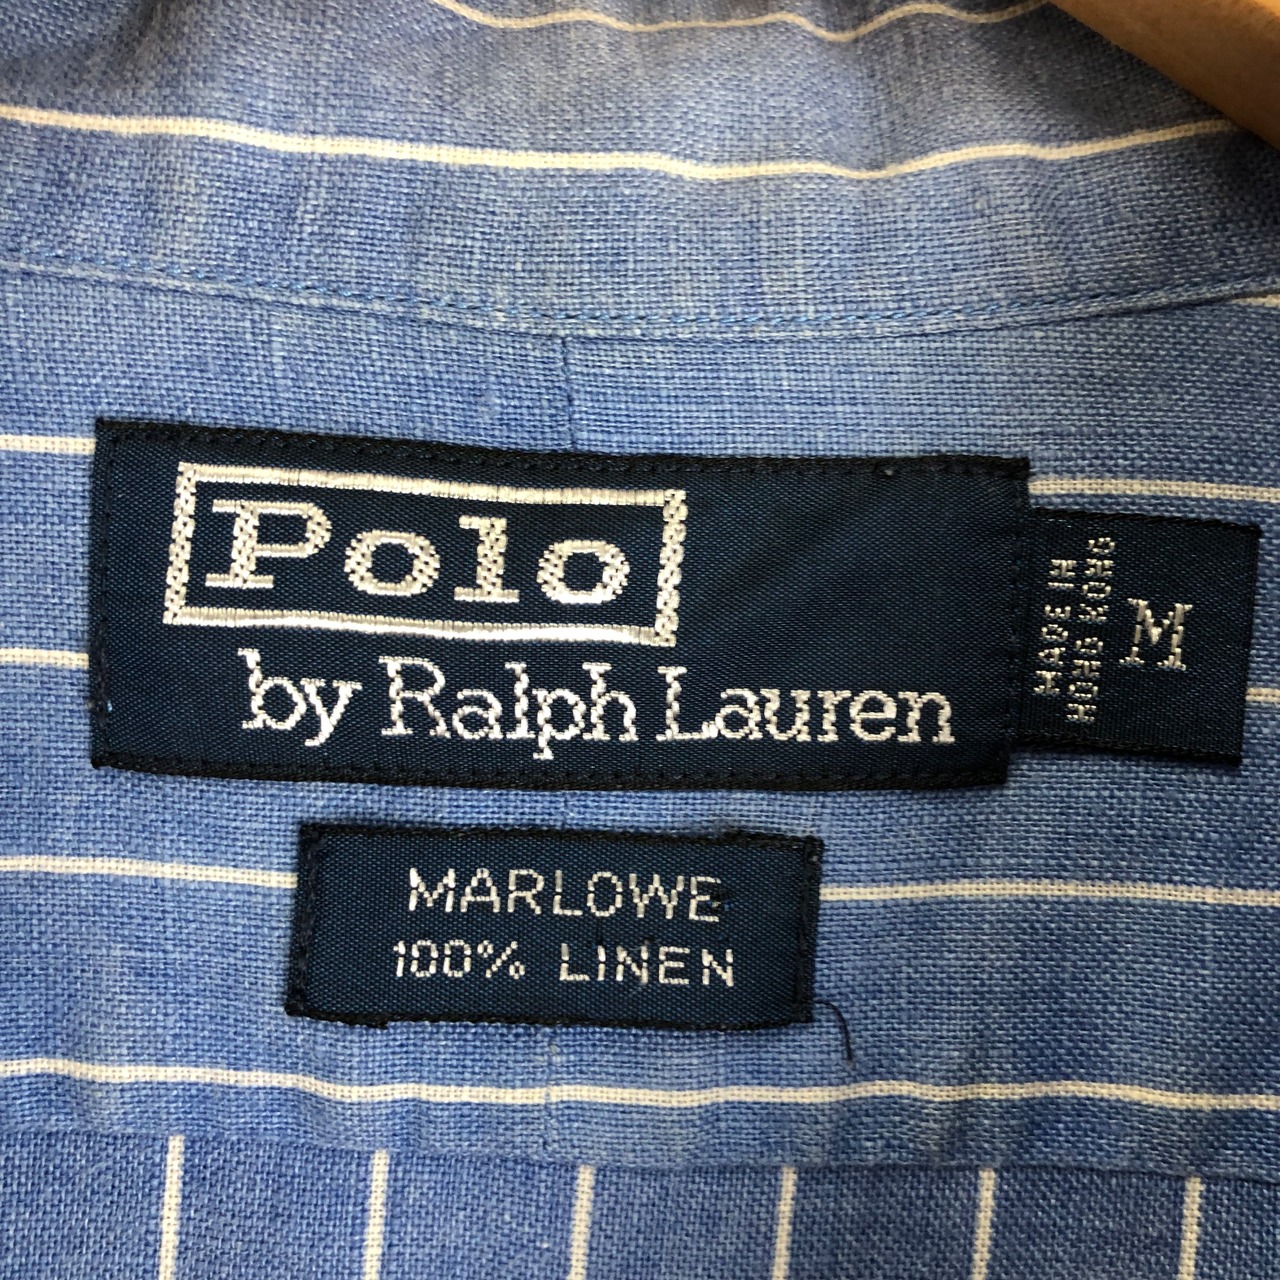 Polo
by Ralph Lauren
MADE IN
HONG KONG
M
MARLOWE
100% LINEN